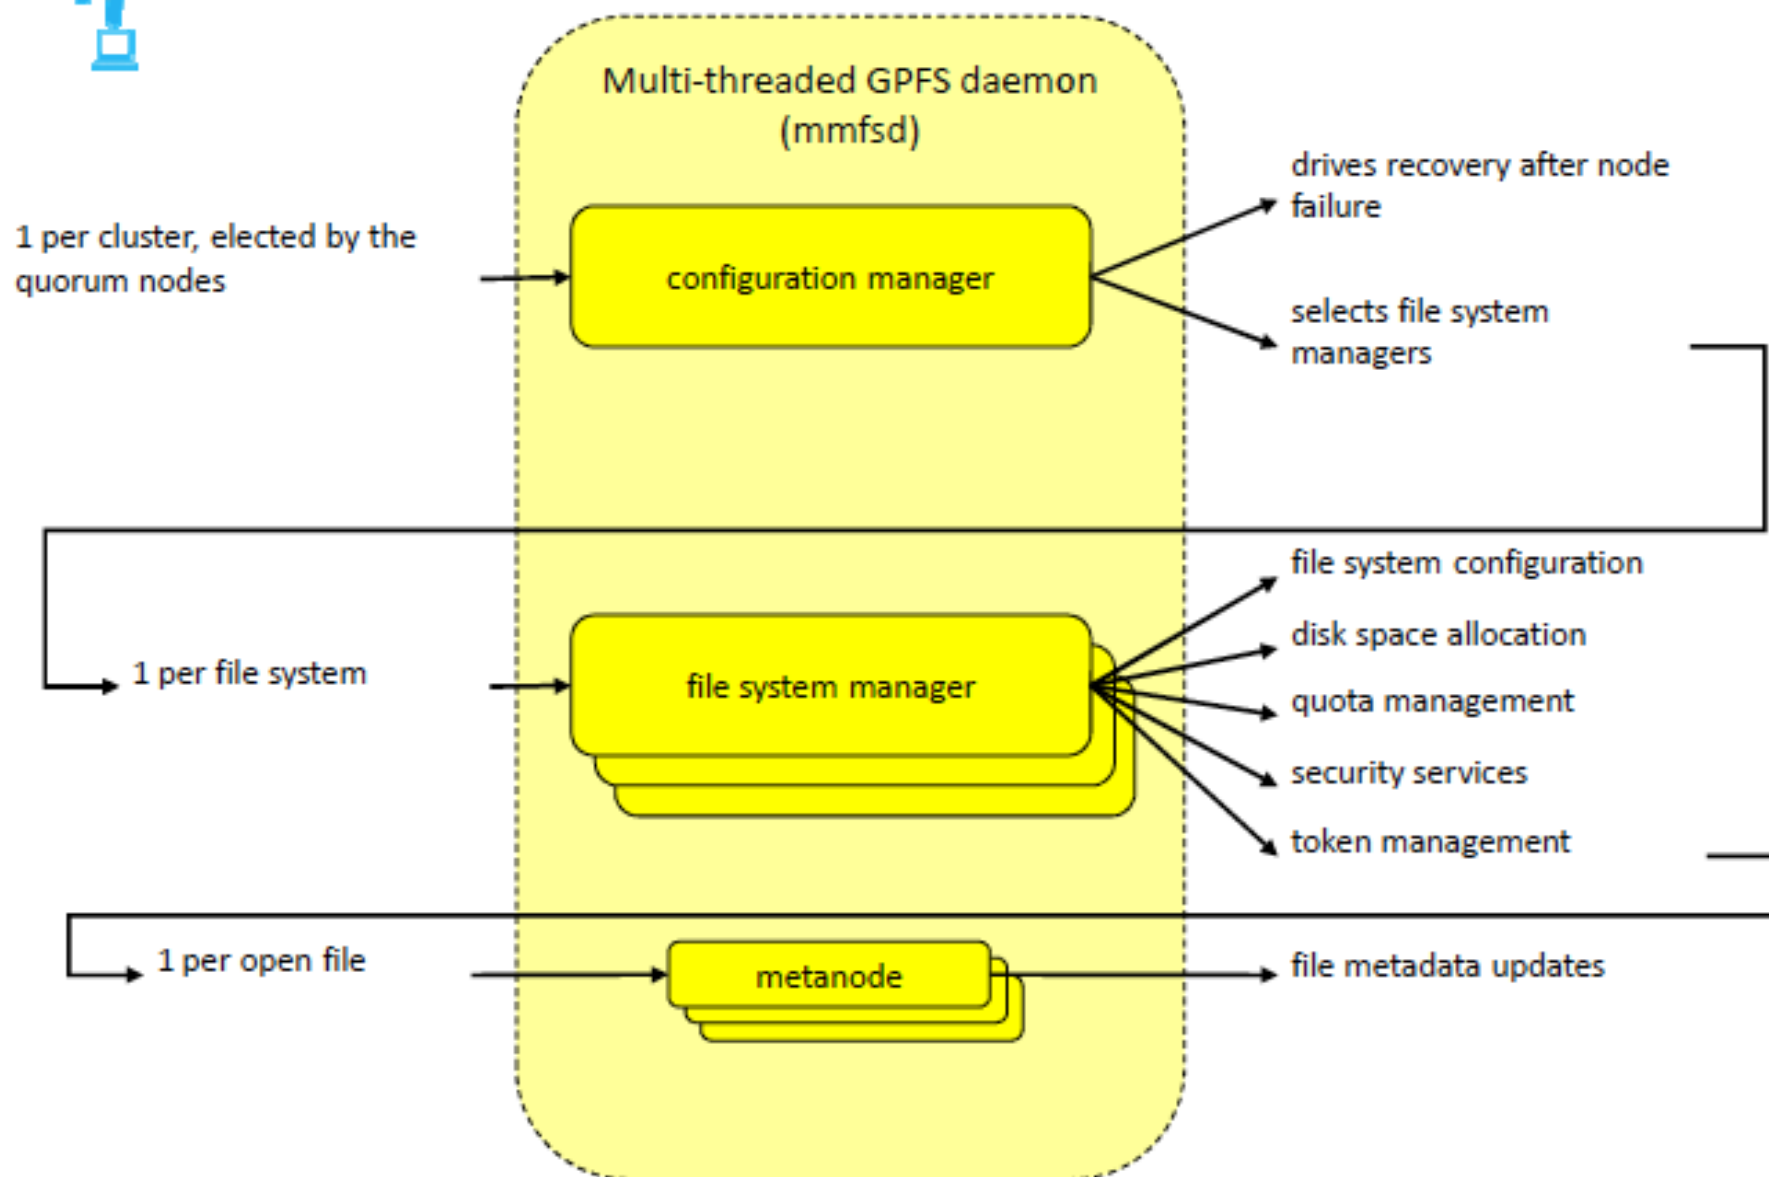 Multi-threaded GPFS daemon
(mmfsd)
1 per cluster, elected by the
quorum nodes
configuration manager
drives recovery after node
failure
selects file system
managers
1 per file system
file system manager
file system configuration
disk space allocation
quota management
security services
token management
1 per open file
metanode
file metadata updates